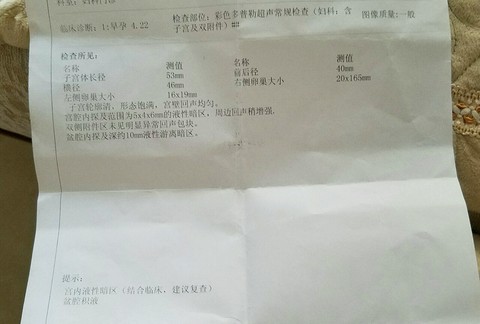 科室：妇科门诊
临床诊断：1:早孕 4.22 检查部位：彩色多普勒超声常规检查（妇科：含子宫及双附件）## 图像质量：一般
检查所见：
名称 测值 名称 测值
子宫体长径 53mm 前后径 40mm
横径 46mm 右侧卵巢大小 20x165mm
左侧卵巢大小 16x19mm
子宫轮廓清，形态饱满，宫壁回声均匀。
宫腔内探及范围为5x4x6mm的液性暗区，周边回声稍增强。
双侧附件区未见明显异常回声包块。
盆腔内探及深约10mm液性游离暗区。
提示：
宫内液性暗区（结合临床、建议复查）
盆腔积液